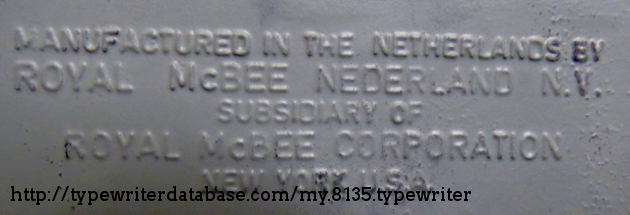 MANUFACTURED IN THE NETHERLANDS BY
ROYAL McBEE NEDERLAND N.V.
SUBSIDIARY OF
ROYAL McBEE CORPORATION
NEW YORK U.S.A.
http://typewriterdatabase.com/my.8135.typewriter